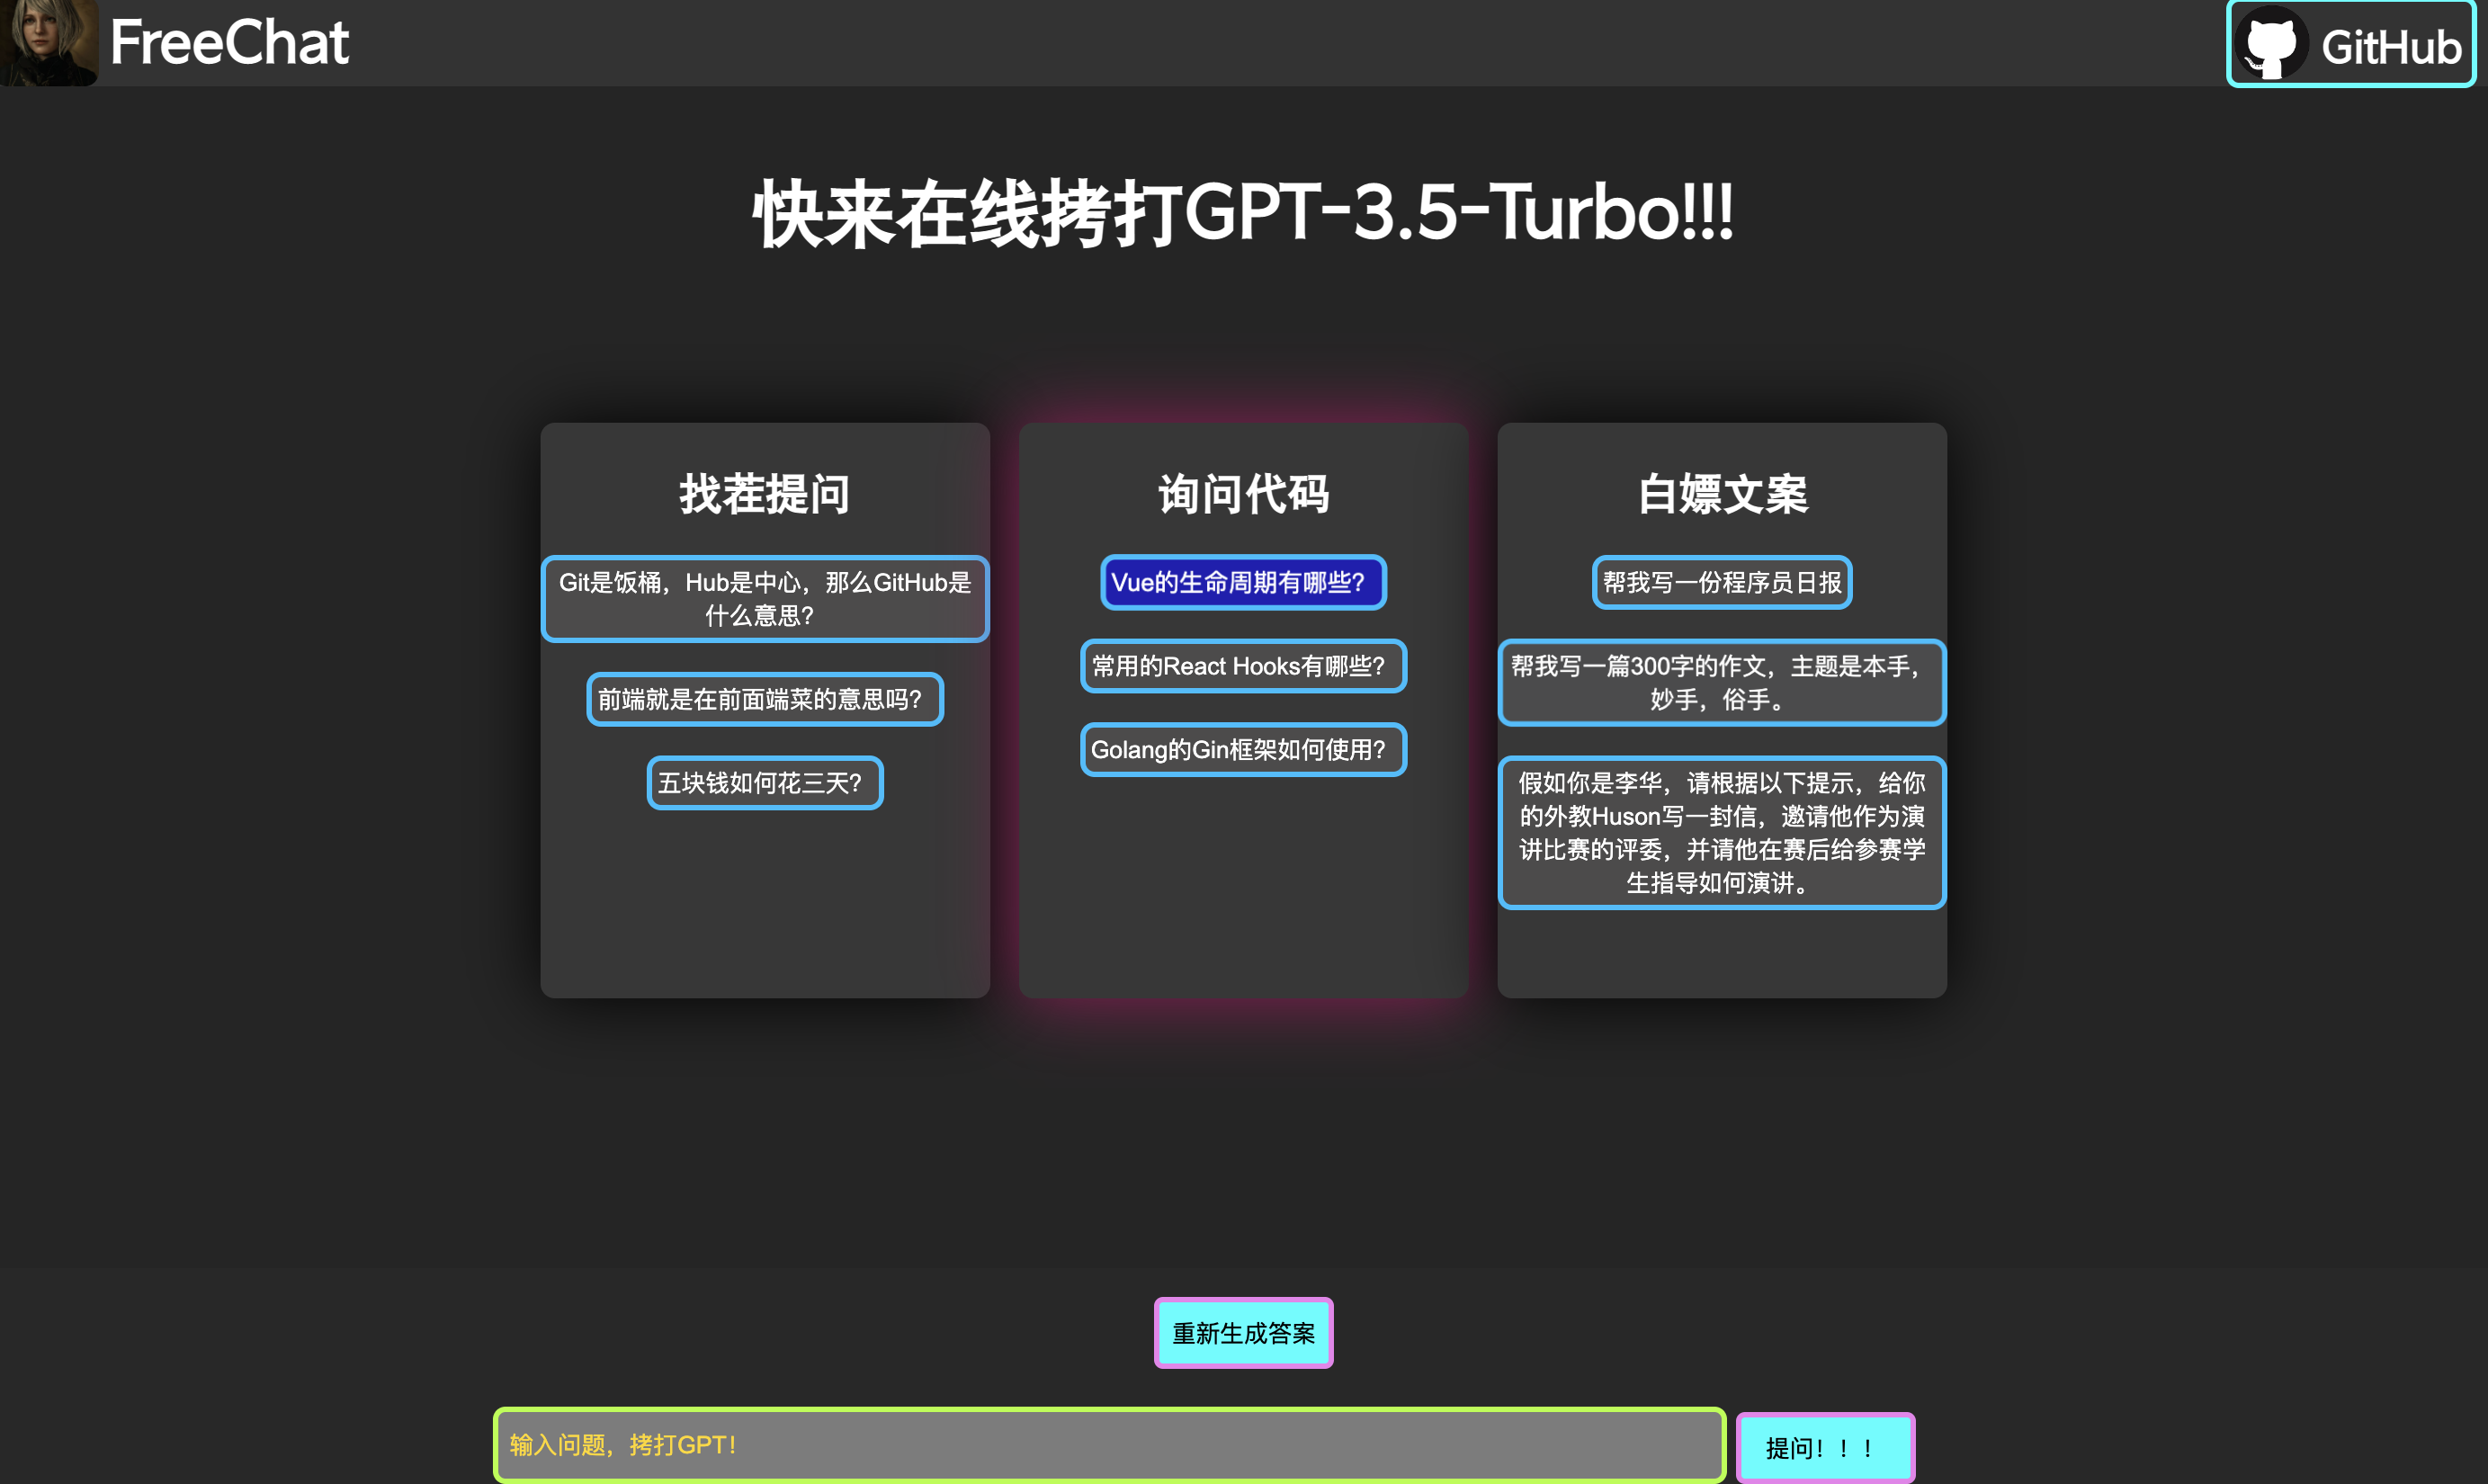 FreeChat
GitHub
快来在线拷打GPT-3.5-Turbo!!!
找茬提问
Git是饭桶，Hub是中心，那么GitHub是
什么意思？
前端就是在前面端菜的意思吗？
五块钱如何花三天？
询问代码
Vue的生命周期有哪些？
常用的React Hooks有哪些？
Golang的Gin框架如何使用？
白嫖文案
帮我写一份程序员日报
帮我写一篇300字的作文，主题是本手，
妙手，俗手。
假如你是李华，请根据以下提示，给你
的外教Huson写一封信，邀请他作为演
讲比赛的评委，并请他在赛后给参赛学
生指导如何演讲。
重新生成答案
输入问题，拷打GPT！
提问！！！